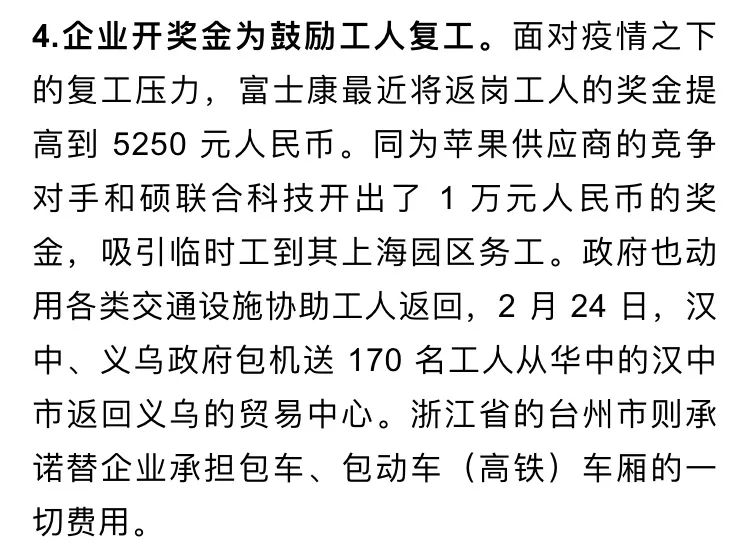 4.企业开奖金为鼓励工人复工。面对疫情之下
的复工压力，富士康最近将返岗工人的奖金提
高到 5250 元人民币。同为苹果供应商的竞争
对手和硕联合科技开出了 1 万元人民币的奖
金，吸引临时工到其上海园区务工。政府也动
用各类交通设施协助工人返回，2 月 24 日，汉
中、义乌政府包机送 170 名工人从华中的汉中
市返回义乌的贸易中心。浙江省的台州市则承
诺替企业承担包车、包动车（高铁）车厢的一
切费用。